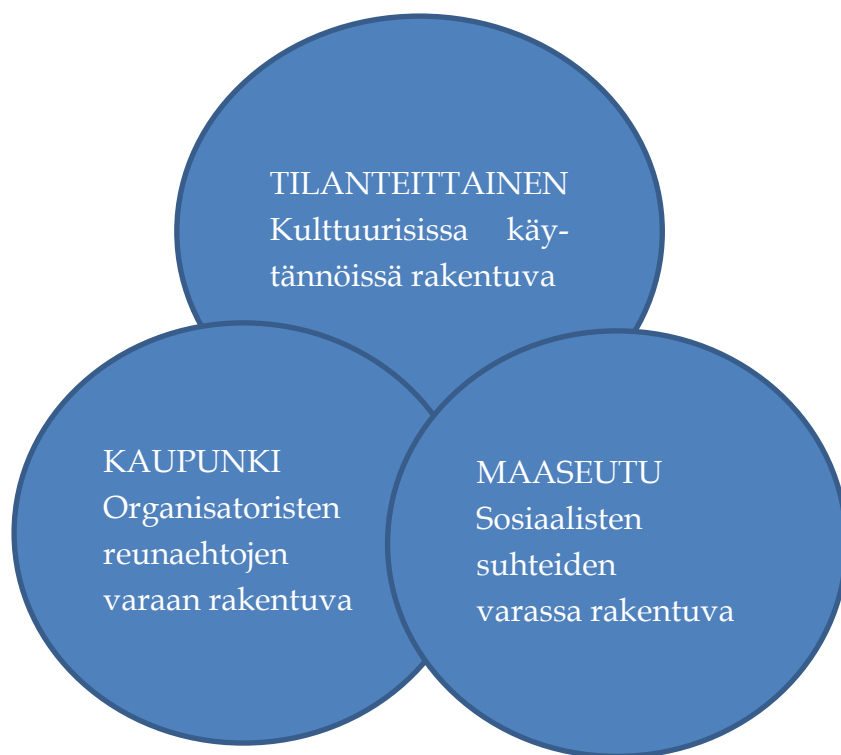 TILANTEITTAINEN
Kulttuurisissa käy-
tännöissä rakentuva
KAUPUNKI
Organisatoristen
reunaehtojen
varaan rakentuva
MAASEUTU
Sosiaalisten
suhteiden
varassa rakentuva